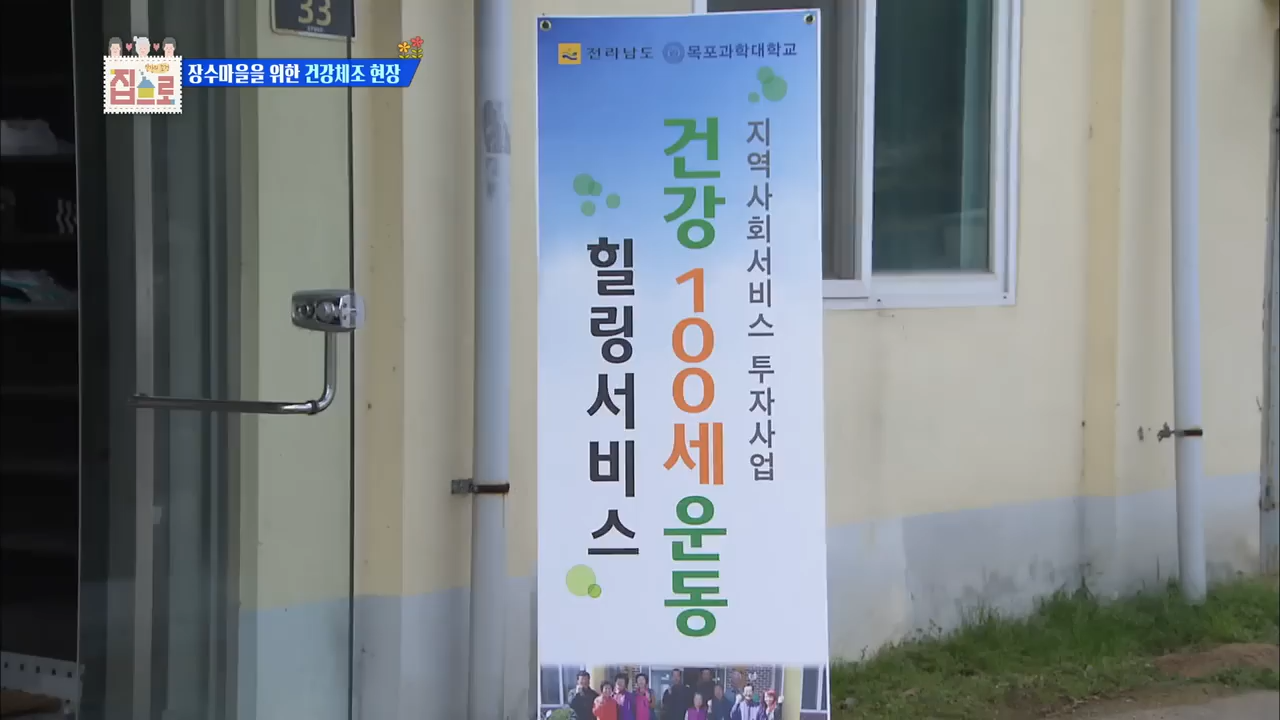 33
집으로
장수마을을 위한 건강체조 현장
전라남도 목포과학대학교
지역사회서비스 투자사업
건강 100세 운동
힐링서비스